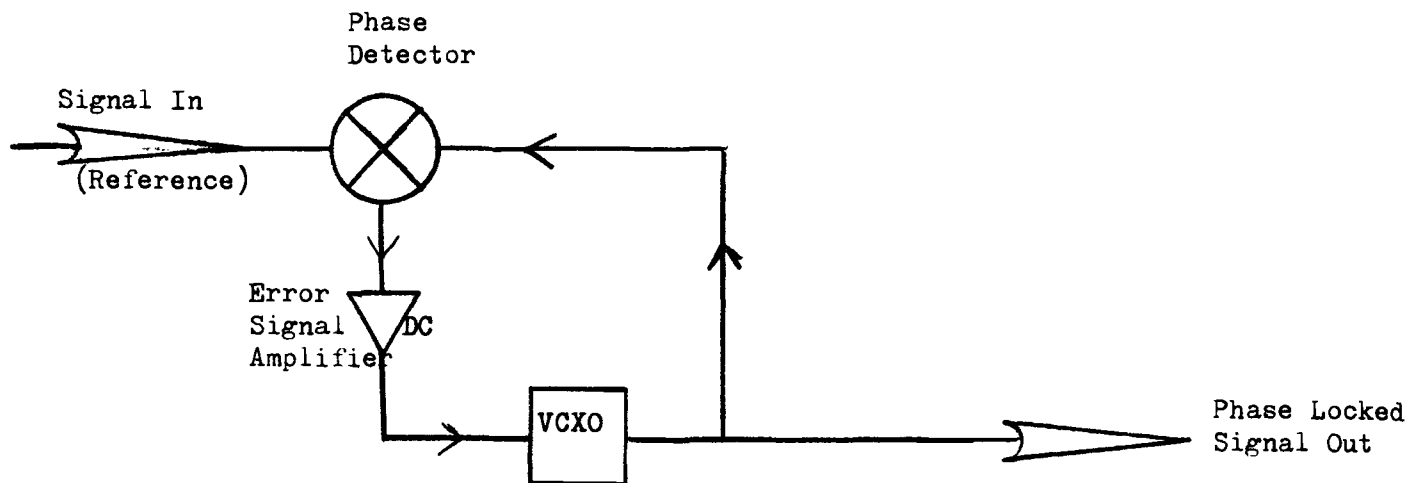 Phase
Detector
Signal In
(Reference)
Error
Signal
Amplifier
DC
VCXO
Phase Locked
Signal Out